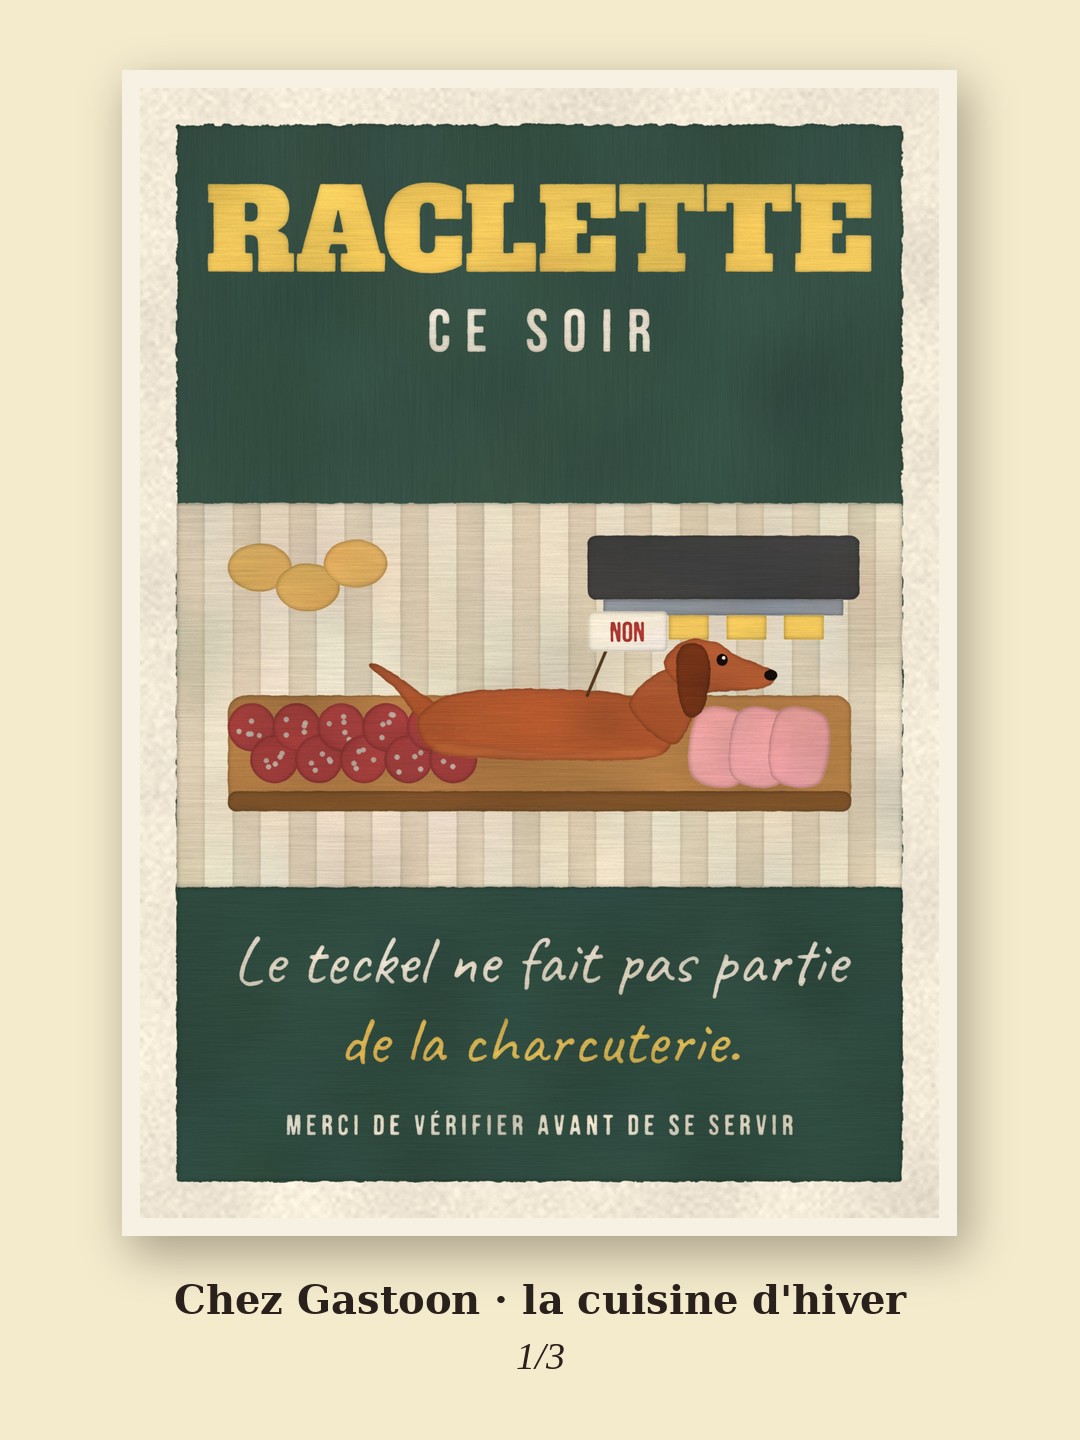 RACLETTE
CE SOIR
NON
Le teckel ne fait pas partie
de la charcuterie.
MERCI DE VÉRIFIER AVANT DE SE SERVIR
Chez Gastoon · la cuisine d'hiver
1/3